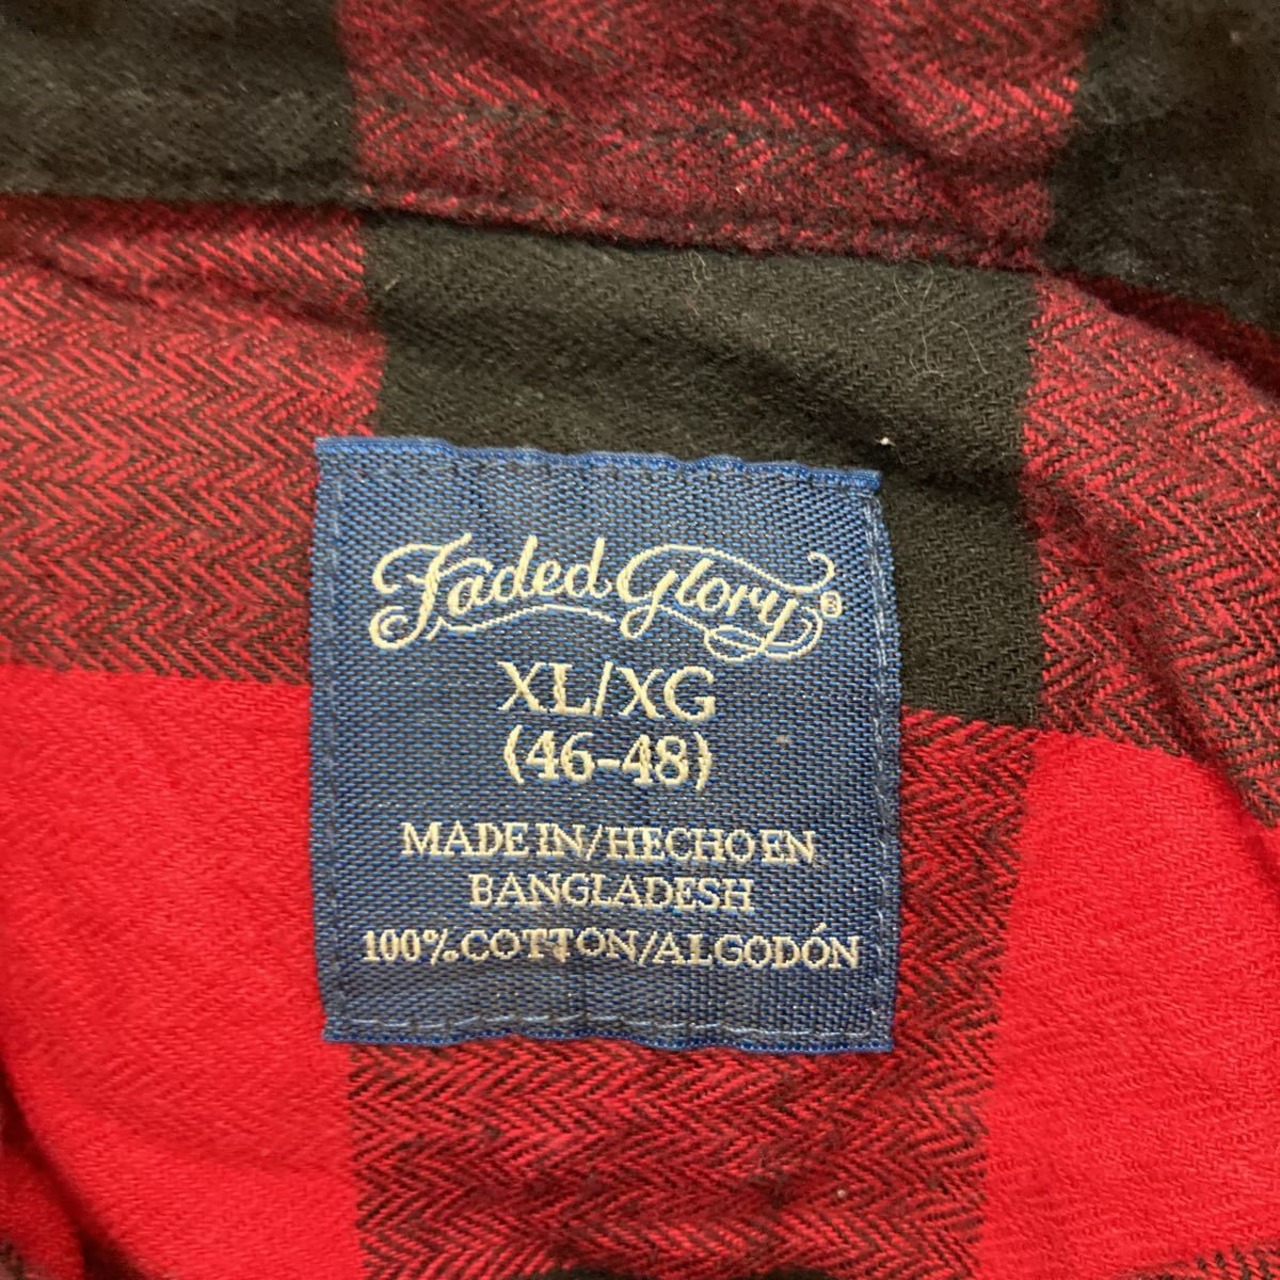 Faded Glory®
XL/XG
(46-48)
MADE IN/HECHO EN
BANGLADESH
100% COTTON/ALGODÓN